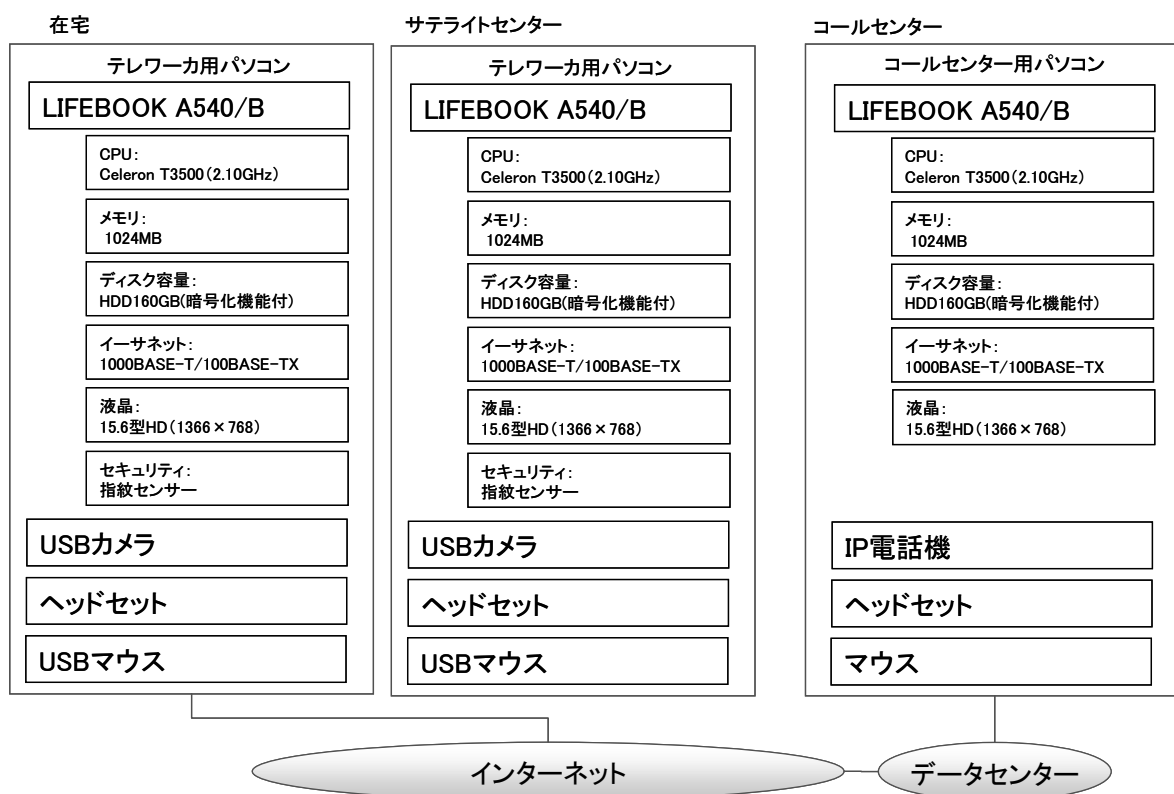 在宅
テレワーカ用パソコン
LIFEBOOK A540/B
CPU:
Celeron T3500(2.10GHz)
メモリ:
1024MB
ディスク容量:
HDD160GB(暗号化機能付)
イーサネット:
1000BASE-T/100BASE-TX
液晶:
15.6型HD(1366×768)
セキュリティ:
指紋センサー
USBカメラ
ヘッドセット
USBマウス
サテライトセンター
テレワーカ用パソコン
LIFEBOOK A540/B
CPU:
Celeron T3500(2.10GHz)
メモリ:
1024MB
ディスク容量:
HDD160GB(暗号化機能付)
イーサネット:
1000BASE-T/100BASE-TX
液晶:
15.6型HD(1366×768)
セキュリティ:
指紋センサー
USBカメラ
ヘッドセット
USBマウス
コールセンター
コールセンター用パソコン
LIFEBOOK A540/B
CPU:
Celeron T3500(2.10GHz)
メモリ:
1024MB
ディスク容量:
HDD160GB(暗号化機能付)
イーサネット:
1000BASE-T/100BASE-TX
液晶:
15.6型HD(1366×768)
IP電話機
ヘッドセット
マウス
インターネット
データセンター